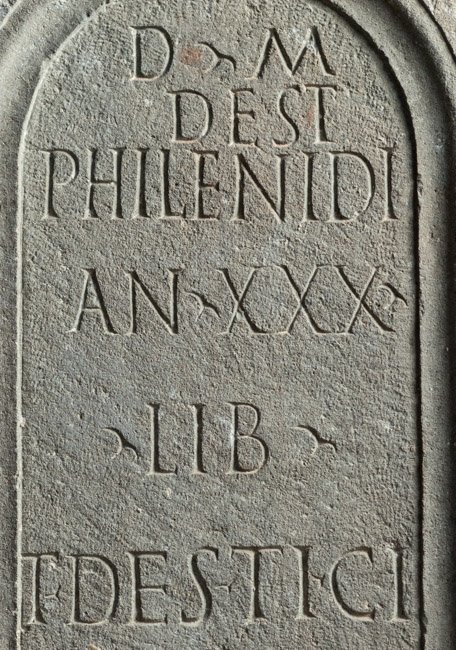 D · M
DEST
PHILENIDI
AN · XXX ·
· LIB ·
T·DESTICI